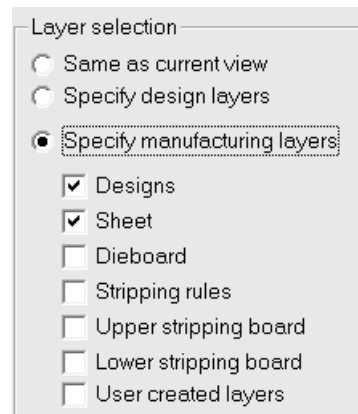 Layer selection
Same as current view
Specify design layers
Specify manufacturing layers
Designs
Sheet
Dieboard
Stripping rules
Upper stripping board
Lower stripping board
User created layers